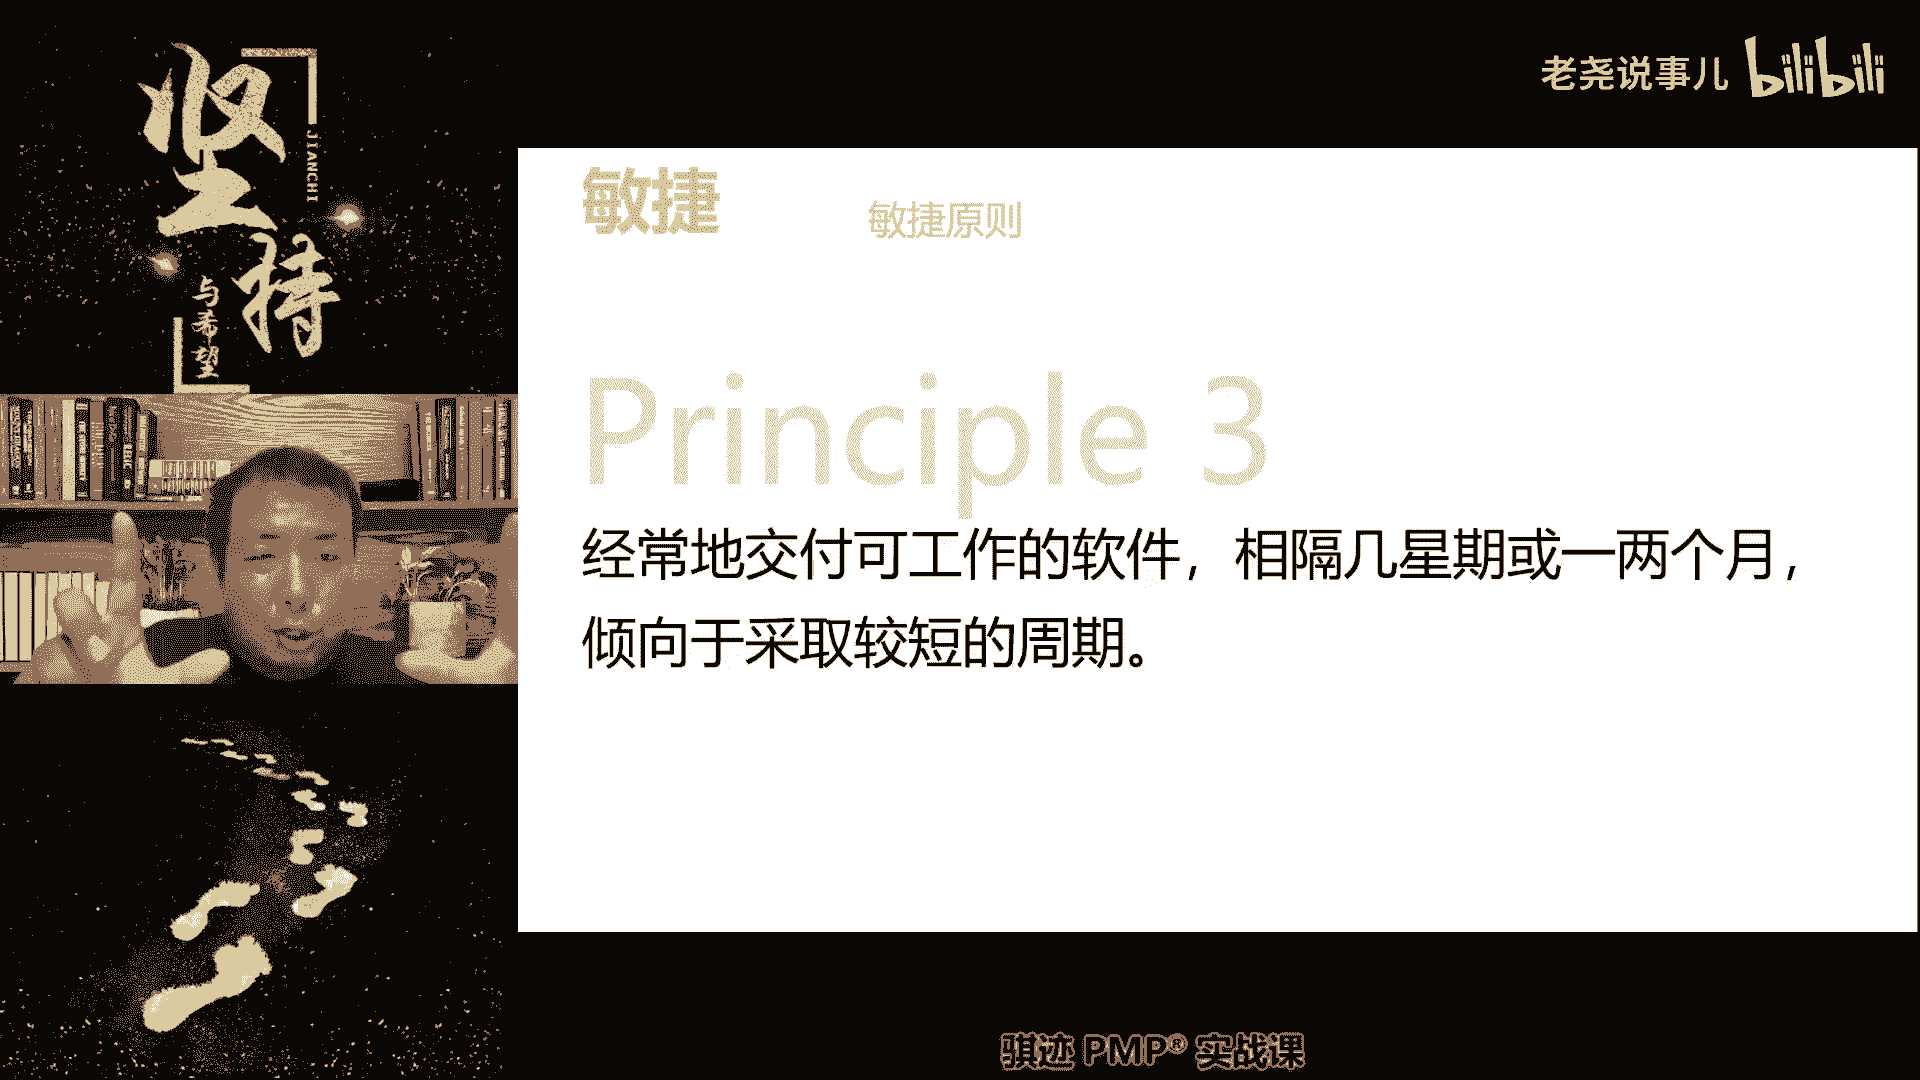 坚持
JIANCHI
与希望
老尧说事儿 bilibili
敏捷
敏捷原则
Principle 3
经常地交付可工作的软件，相隔几星期或一两个月，
倾向于采取较短的周期。
骐迹 PMP® 实战课